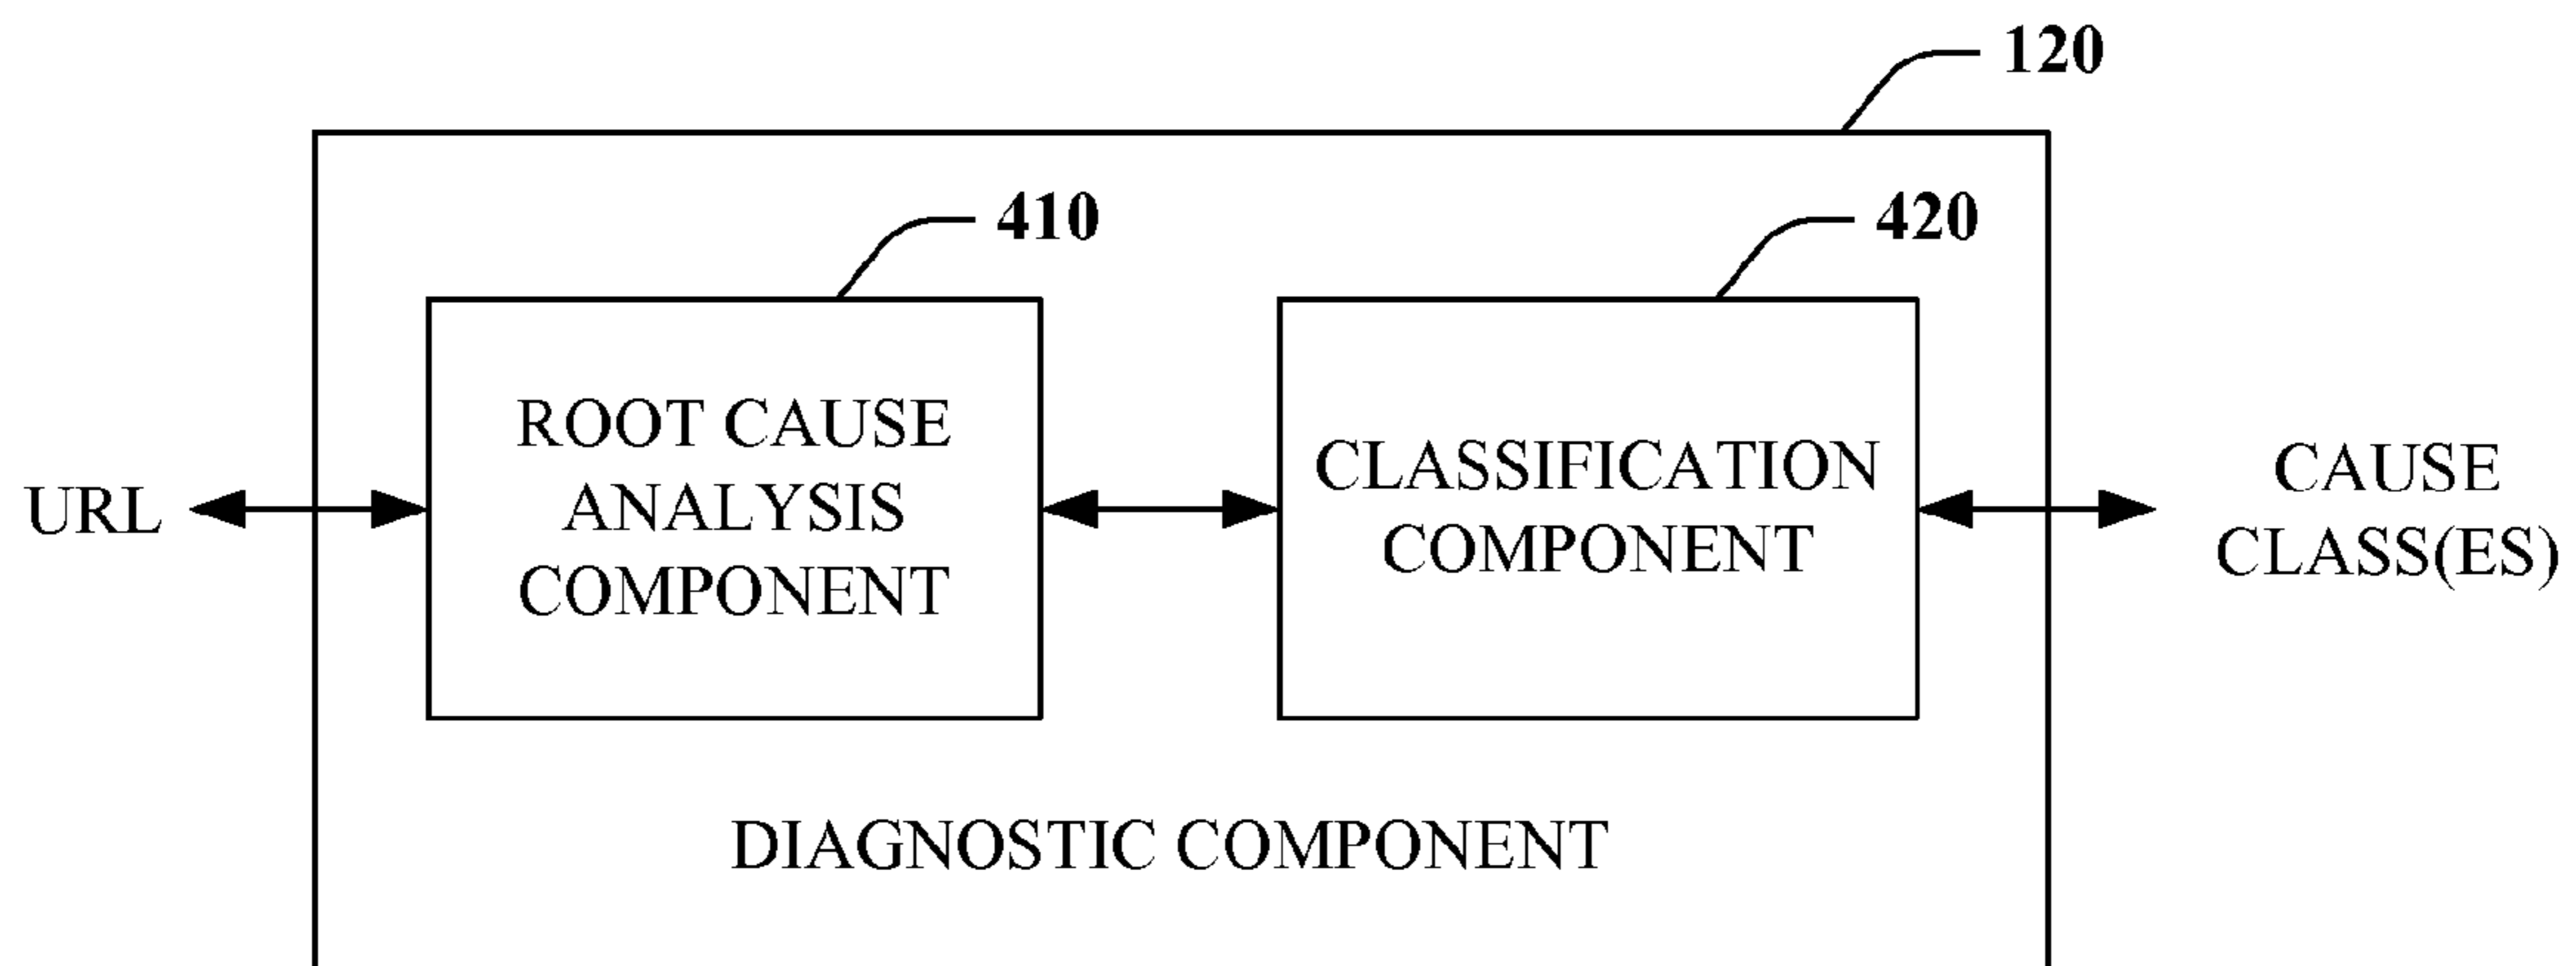 120
410
420
ROOT CAUSE
ANALYSIS
COMPONENT
CLASSIFICATION
COMPONENT
URL
CAUSE
CLASS(ES)
DIAGNOSTIC COMPONENT